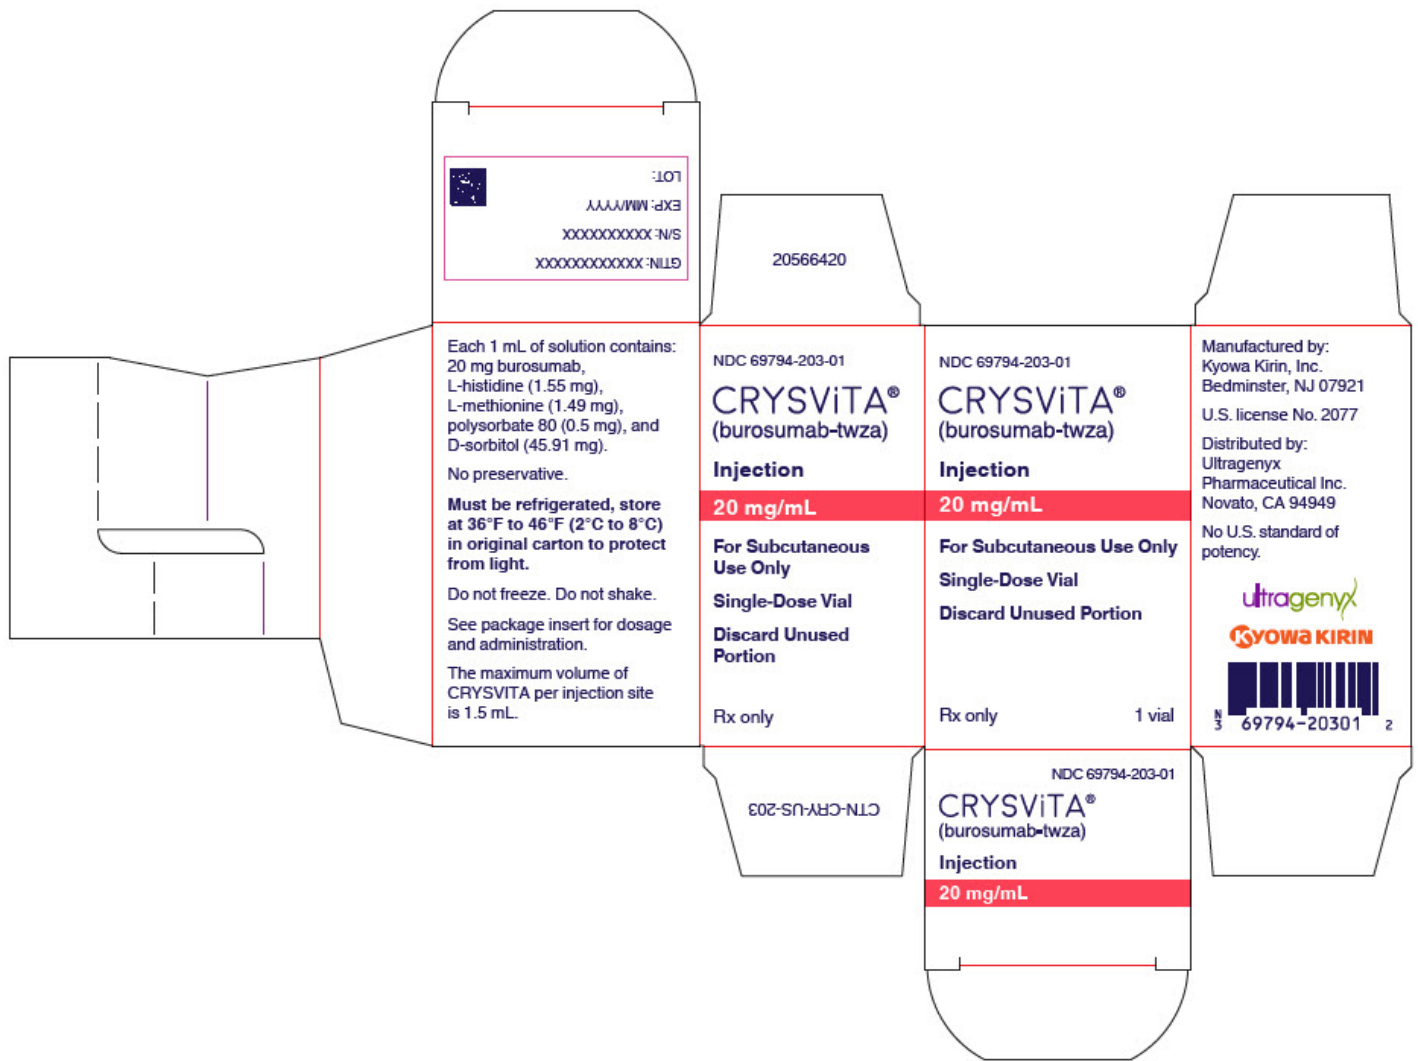 LOT:
EXP: MM/YYYY
S/N: XXXXXXXXXX
GTIN: XXXXXXXXXXXXX
Each 1 mL of solution contains:
20 mg burosumab,
L-histidine (1.55 mg),
L-methionine (1.49 mg),
polysorbate 80 (0.5 mg), and
D-sorbitol (45.91 mg).
No preservative.
Must be refrigerated, store
at 36°F to 46°F (2°C to 8°C)
in original carton to protect
from light.
Do not freeze. Do not shake.
See package insert for dosage
and administration.
The maximum volume of
CRYSVITA per injection site
is 1.5 mL.
20566420
NDC 69794-203-01
CRYSViTA®
(burosumab-twza)
Injection
20 mg/mL
For Subcutaneous
Use Only
Single-Dose Vial
Discard Unused
Portion
Rx only
CTN-CRY-US-203
NDC 69794-203-01
CRYSViTA®
(burosumab-twza)
Injection
20 mg/mL
For Subcutaneous Use Only
Single-Dose Vial
Discard Unused Portion
Rx only 1 vial
NDC 69794-203-01
CRYSViTA®
(burosumab-twza)
Injection
20 mg/mL
Manufactured by:
Kyowa Kirin, Inc.
Bedminster, NJ 07921
U.S. license No. 2077
Distributed by:
Ultragenyx
Pharmaceutical Inc.
Novato, CA 94949
No U.S. standard of
potency.
ultragenyx
KYOWA KIRIN
N3 69794-20301 2